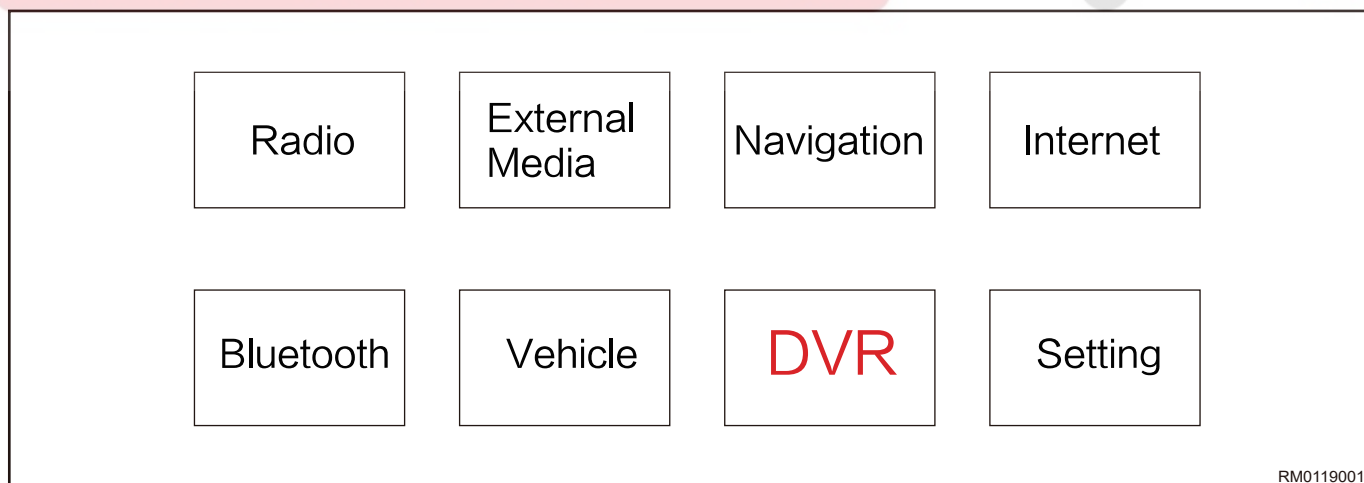 Radio
External
Media
Navigation
Internet
Bluetooth
Vehicle
DVR
Setting
RM0119001